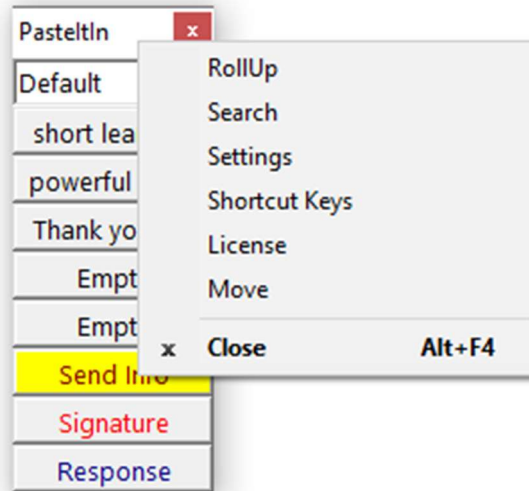 PasteItIn x
Default
short lea
powerful
Thank yo
Empt
Empt
Send Info
Signature
Response
RollUp
Search
Settings
Shortcut Keys
License
Move
x Close Alt+F4